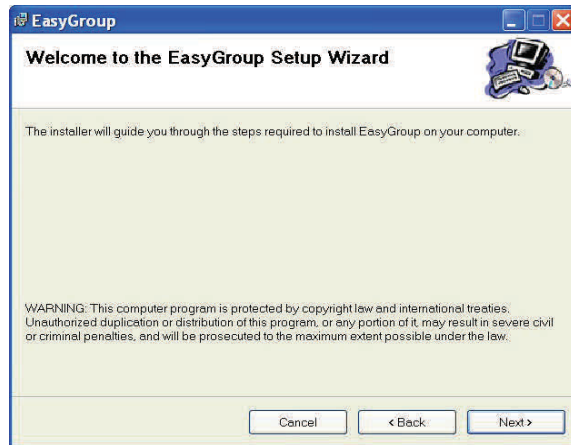 EasyGroup
Welcome to the EasyGroup Setup Wizard
The installer will guide you through the steps required to install EasyGroup on your computer.
WARNING: This computer program is protected by copyright law and international treaties.
Unauthorized duplication or distribution of this program, or any portion of it, may result in severe civil
or criminal penalties, and will be prosecuted to the maximum extent possible under the law.
Cancel
< Back
Next >